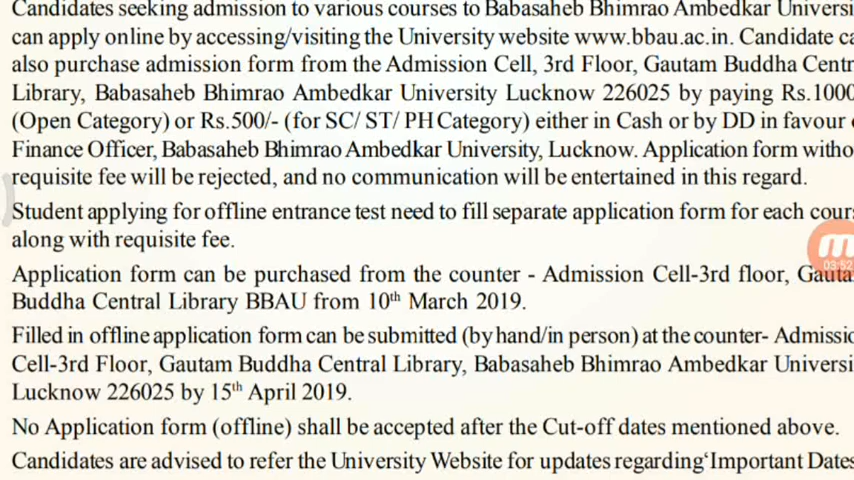 Candidates seeking admission to various courses to Babasaheb Bhimrao Ambedkar Universi
can apply online by accessing/visiting the University website www.bbau.ac.in. Candidate ca
also purchase admission form from the Admission Cell, 3rd Floor, Gautam Buddha Centr
Library, Babasaheb Bhimrao Ambedkar University Lucknow 226025 by paying Rs.1000
(Open Category) or Rs.500/- (for SC/ ST/ PH Category) either in Cash or by DD in favour
Finance Officer, Babasaheb Bhimrao Ambedkar University, Lucknow. Application form witho
requisite fee will be rejected, and no communication will be entertained in this regard.
Student applying for offline entrance test need to fill separate application form for each cour
along with requisite fee.
Application form can be purchased from the counter - Admission Cell-3rd floor, Gauta
Buddha Central Library BBAU from 10th March 2019.
Filled in offline application form can be submitted (by hand/in person) at the counter- Admissio
Cell-3rd Floor, Gautam Buddha Central Library, Babasaheb Bhimrao Ambedkar Universi
Lucknow 226025 by 15th April 2019.
No Application form (offline) shall be accepted after the Cut-off dates mentioned above.
Candidates are advised to refer the University Website for updates regarding‘Important Dates
03:52